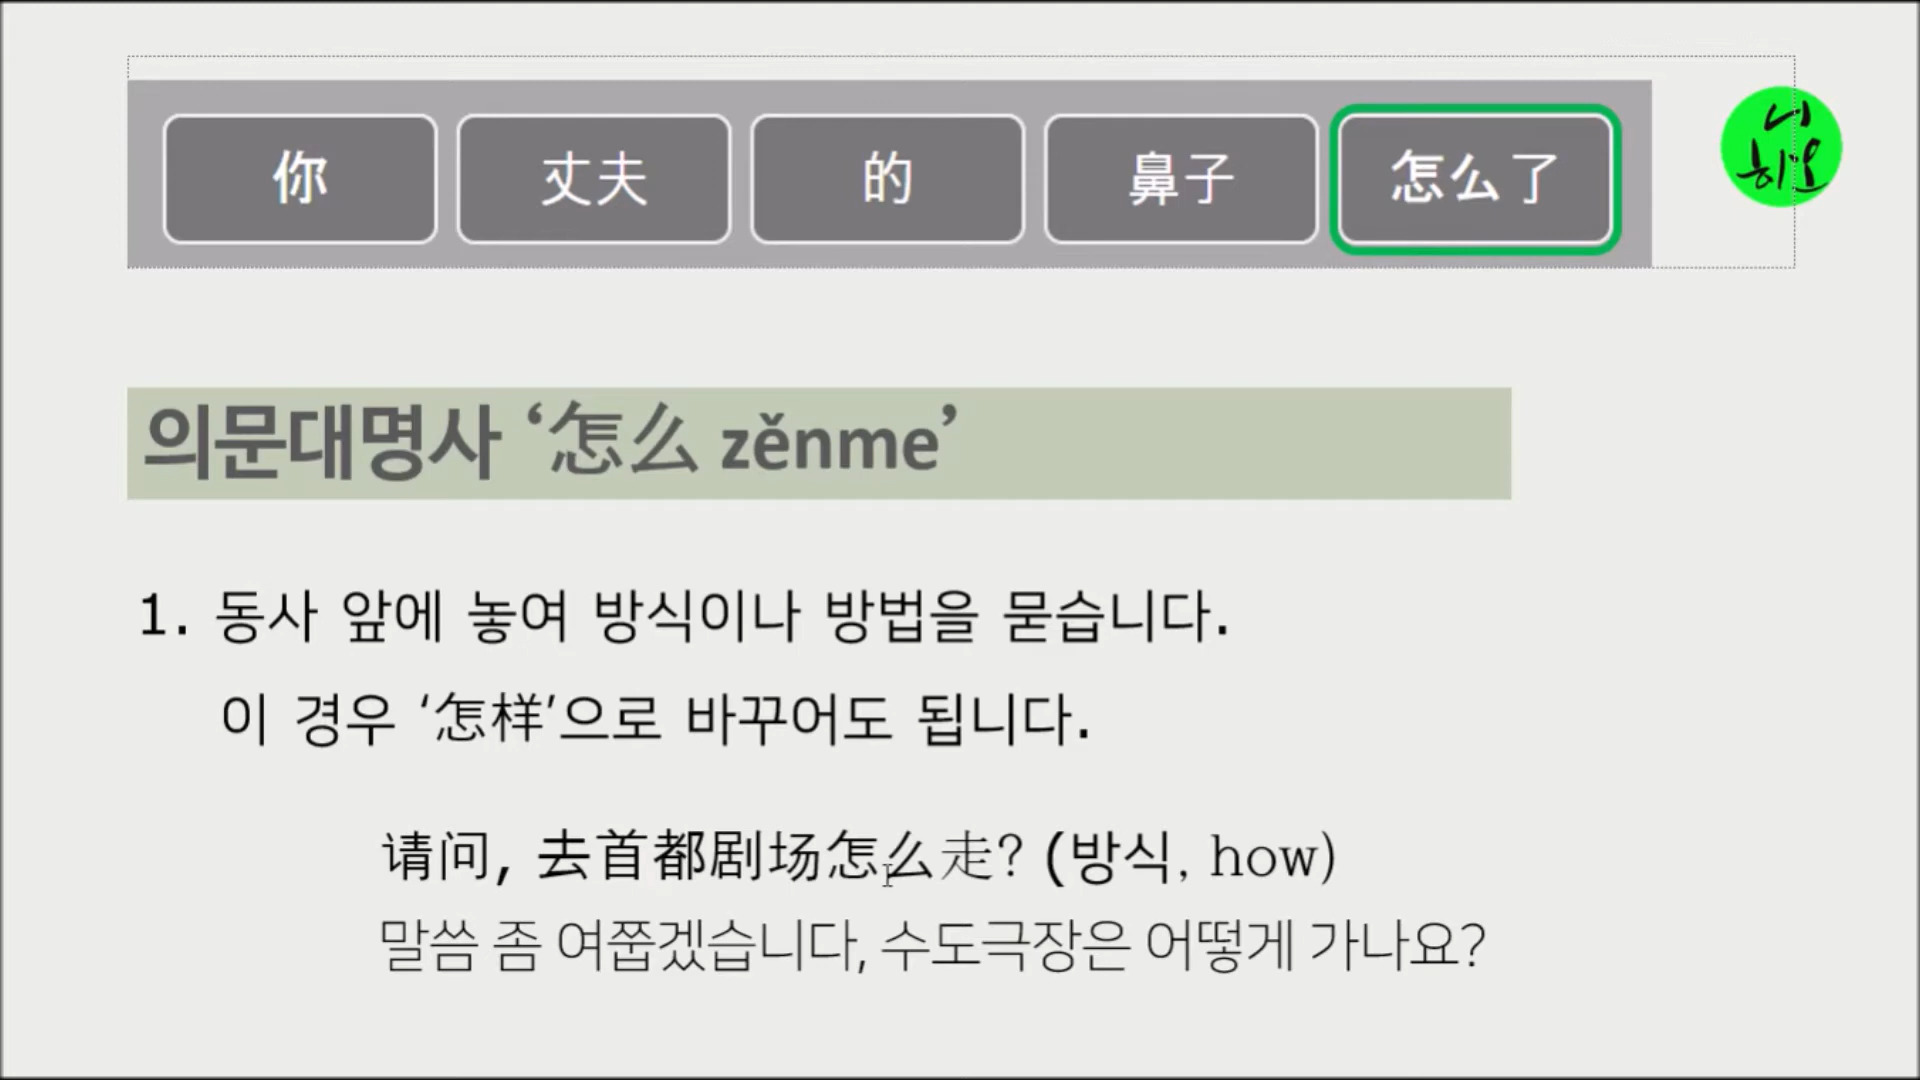 你 丈夫 的 鼻子 怎么了
니하오
의문대명사 ‘怎么 zěnme’
1. 동사 앞에 놓여 방식이나 방법을 묻습니다.
이 경우 ‘怎样’으로 바꾸어도 됩니다.
请问, 去首都剧场怎么走? (방식, how)
말씀 좀 여쭙겠습니다, 수도극장은 어떻게 가나요?